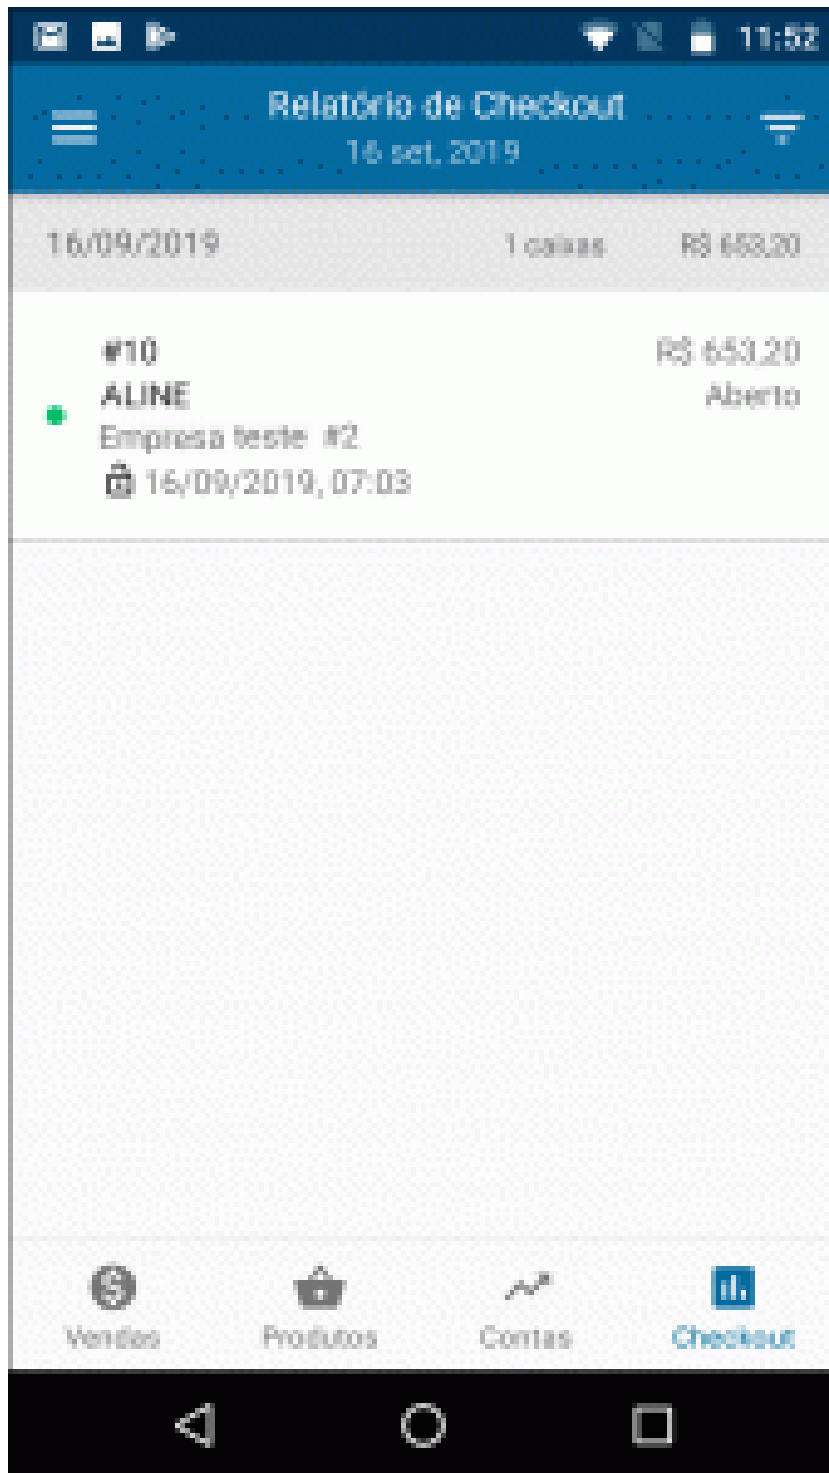 11:52
Relatório de Checkout
16 set, 2019
16/09/2019 1 caixas R$ 653,20
#10 R$ 653,20
ALINE Aberto
Empresa teste #2
16/09/2019, 07:03
Vendas Produtos Contas Checkout